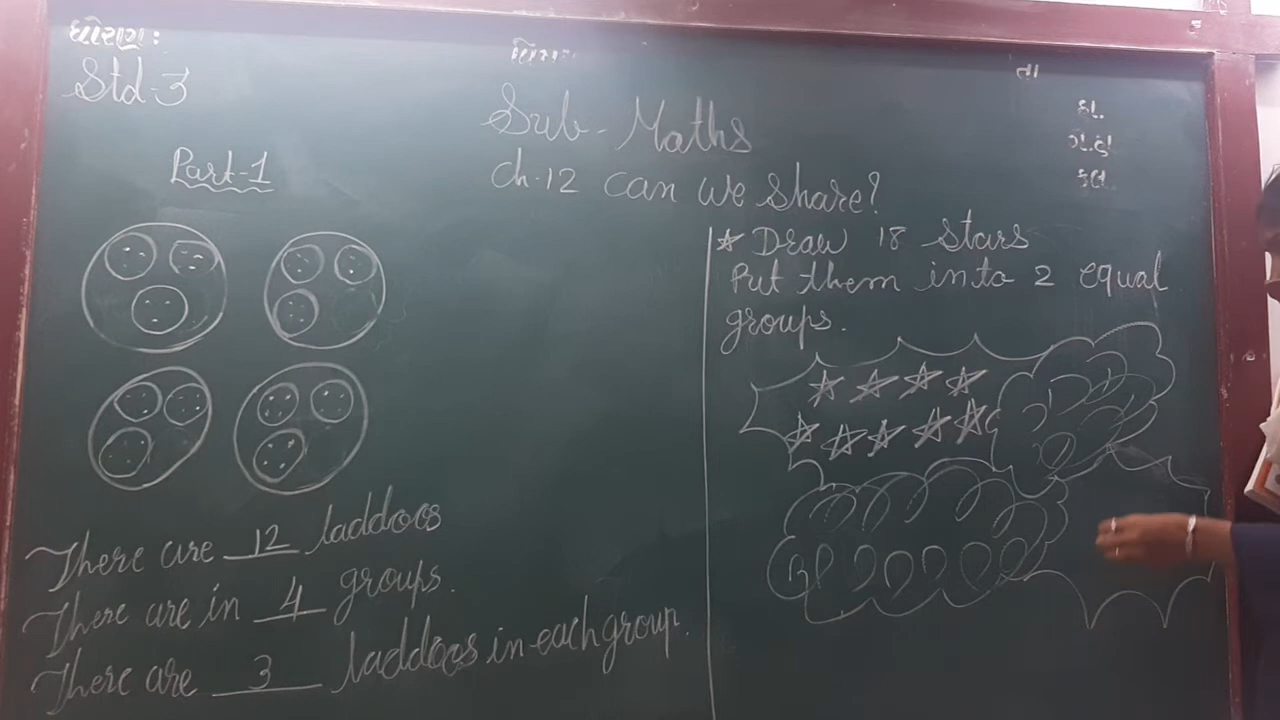 ધોરણ :
Std-3
વિષય:
તા
Sub-Maths
ch.12 can we share?
Part-1
There are 12 laddoos
There are in 4 groups.
There are 3 laddoos in each group.
☆ Draw 18 stars
Put them into 2 equal
groups.